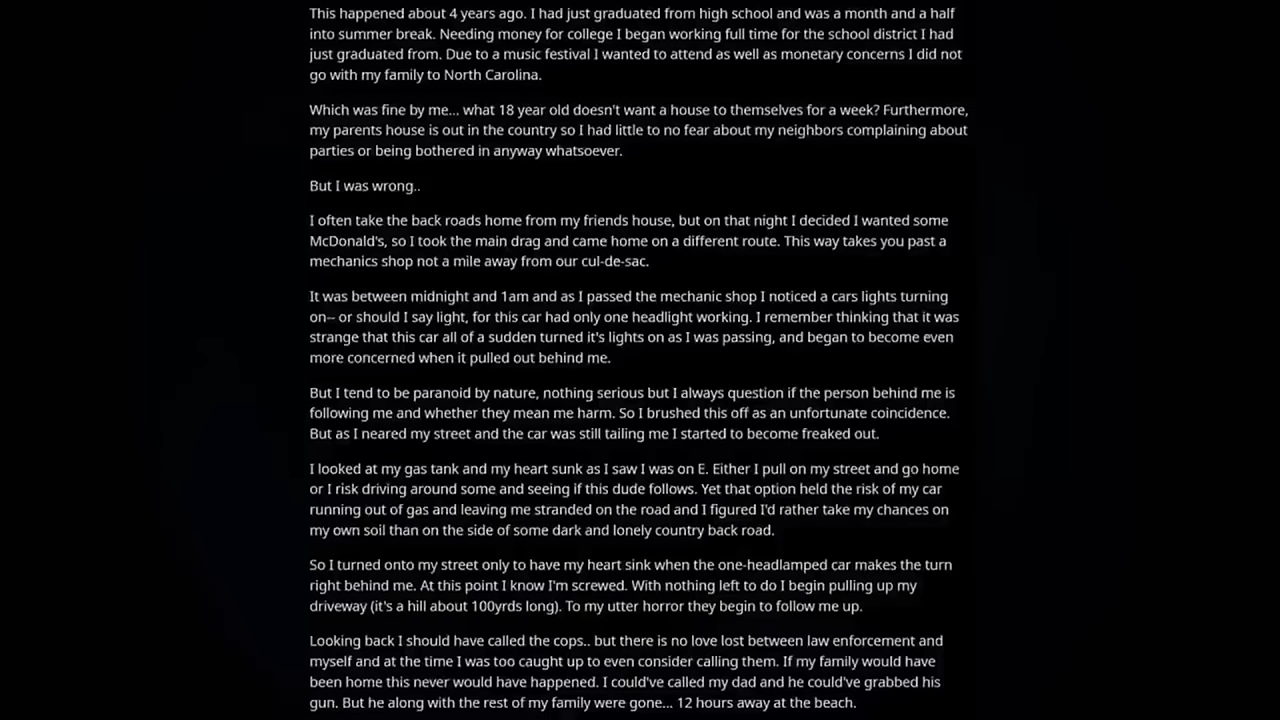 This happened about 4 years ago. I had just graduated from high school and was a month and a half
into summer break. Needing money for college I began working full time for the school district I had
just graduated from. Due to a music festival I wanted to attend as well as monetary concerns I did not
go with my family to North Carolina.
Which was fine by me... what 18 year old doesn't want a house to themselves for a week? Furthermore,
my parents house is out in the country so I had little to no fear about my neighbors complaining about
parties or being bothered in anyway whatsoever.
But I was wrong..
I often take the back roads home from my friends house, but on that night I decided I wanted some
McDonald's, so I took the main drag and came home on a different route. This way takes you past a
mechanics shop not a mile away from our cul-de-sac.
It was between midnight and 1am and as I passed the mechanic shop I noticed a cars lights turning
on-- or should I say light, for this car had only one headlight working. I remember thinking that it was
strange that this car all of a sudden turned it's lights on as I was passing, and began to become even
more concerned when it pulled out behind me.
But I tend to be paranoid by nature, nothing serious but I always question if the person behind me is
following me and whether they mean me harm. So I brushed this off as an unfortunate coincidence.
But as I neared my street and the car was still tailing me I started to become freaked out.
I looked at my gas tank and my heart sunk as I saw I was on E. Either I pull on my street and go home
or I risk driving around some and seeing if this dude follows. Yet that option held the risk of my car
running out of gas and leaving me stranded on the road and I figured I'd rather take my chances on
my own soil than on the side of some dark and lonely country back road.
So I turned onto my street only to have my heart sink when the one-headlamped car makes the turn
right behind me. At this point I know I'm screwed. With nothing left to do I begin pulling up my
driveway (it's a hill about 100yrds long). To my utter horror they begin to follow me up.
Looking back I should have called the cops.. but there is no love lost between law enforcement and
myself and at the time I was too caught up to even consider calling them. If my family would have
been home this never would have happened. I could've called my dad and he could've grabbed his
gun. But he along with the rest of my family were gone... 12 hours away at the beach.